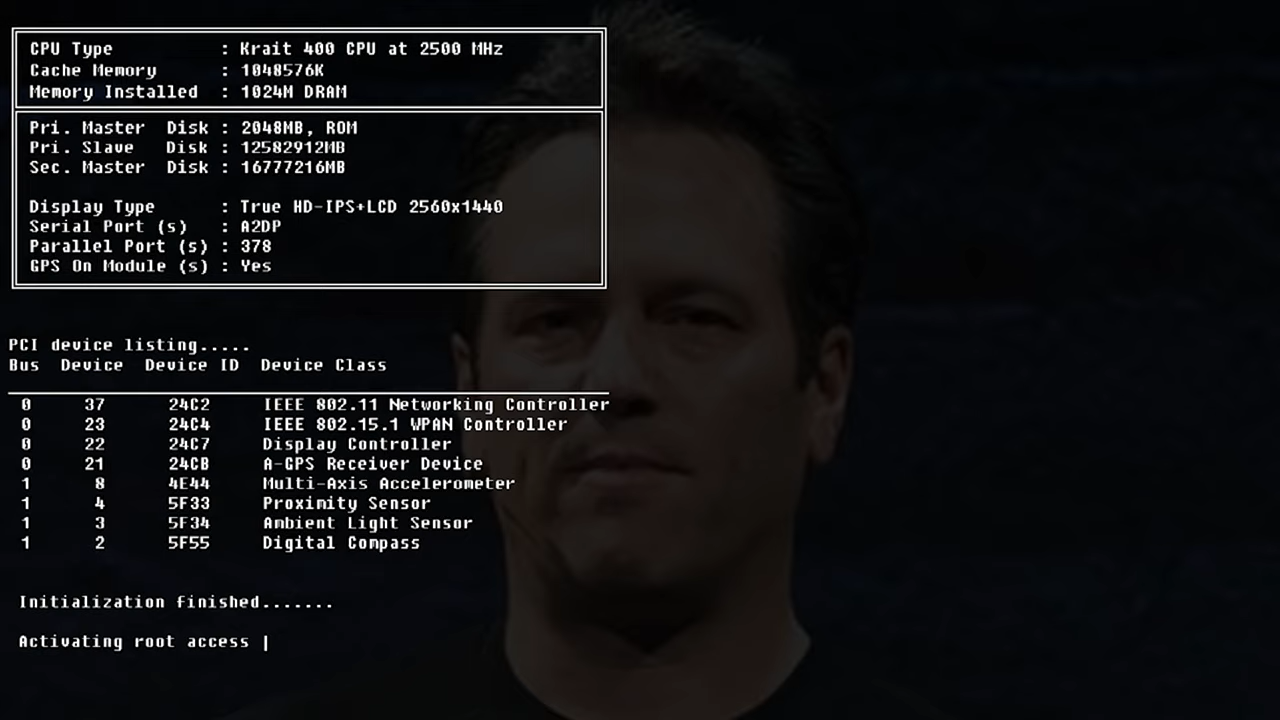 CPU Type : Krait 400 CPU at 2500 MHz
Cache Memory : 1048576K
Memory Installed : 1024M DRAM
Pri. Master Disk : 2048MB, ROM
Pri. Slave Disk : 12582912MB
Sec. Master Disk : 16777216MB
Display Type : True HD-IPS+LCD 2560x1440
Serial Port (s) : A2DP
Parallel Port (s) : 378
GPS On Module (s) : Yes
PCI device listing.....
Bus Device Device ID Device Class
0 37 24C2 IEEE 802.11 Networking Controller
0 23 24C4 IEEE 802.15.1 WPAN Controller
0 22 24C7 Display Controller
0 21 24CB A-GPS Receiver Device
1 8 4E44 Multi-Axis Accelerometer
1 4 5F33 Proximity Sensor
1 3 5F34 Ambient Light Sensor
1 2 5F55 Digital Compass
Initialization finished.......
Activating root access |